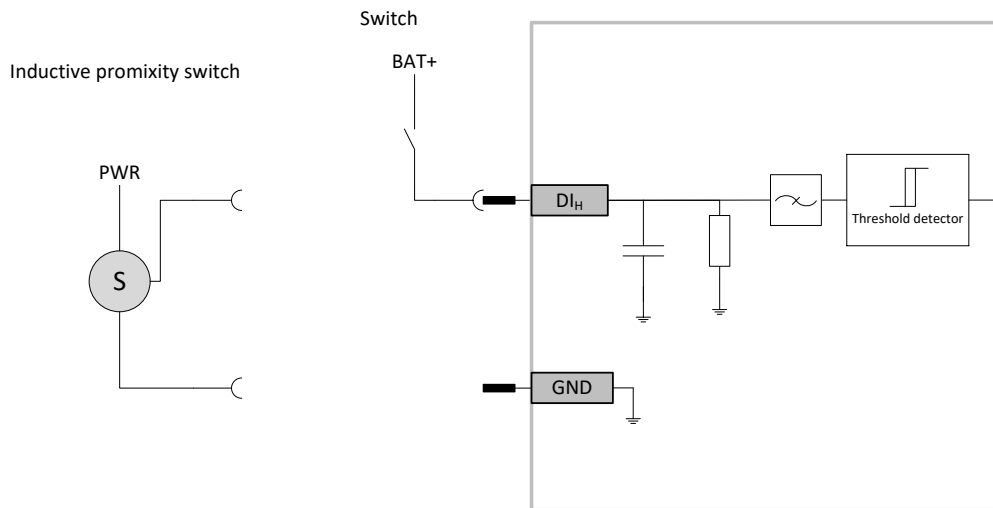 Switch
BAT+
Inductive promixity switch
PWR
S
DIH
Threshold detector
GND